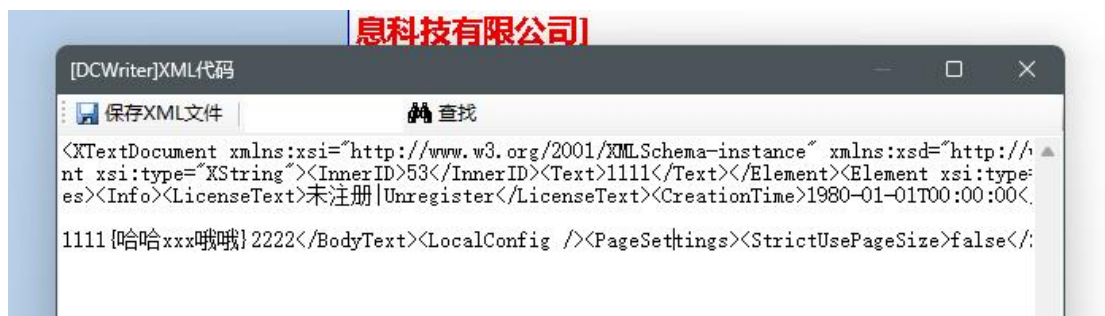 息科技有限公司]
[DCWriter]XML代码
保存XML文件 查找
<XTextDocument xmlns:xsi="http://www.w3.org/2001/XMLSchema-instance" xmlns:xsd="http://
nt xsi:type="XString"><InnerID>53</InnerID><Text>1111</Text></Element><Element xsi:type=
es><Info><LicenseText>未注册|Unregister</LicenseText><CreationTime>1980-01-01T00:00:00<
1111{哈哈xxx哦哦}2222</BodyText><LocalConfig /><PageSettings><StrictUsePageSize>false</